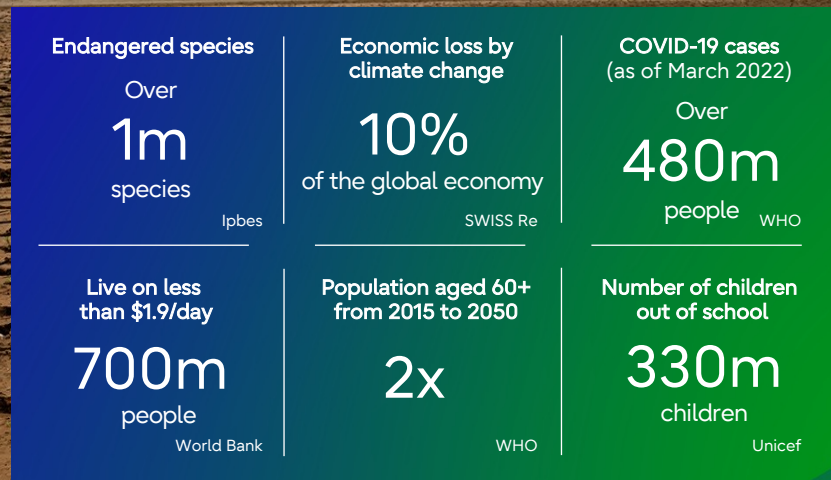 Endangered species
Over
1m
species
Ipbes
Economic loss by
climate change
10%
of the global economy
SWISS Re
COVID-19 cases
(as of March 2022)
Over
480m
people
WHO
Live on less
than $1.9/day
700m
people
World Bank
Population aged 60+
from 2015 to 2050
2x
WHO
Number of children
out of school
330m
children
Unicef